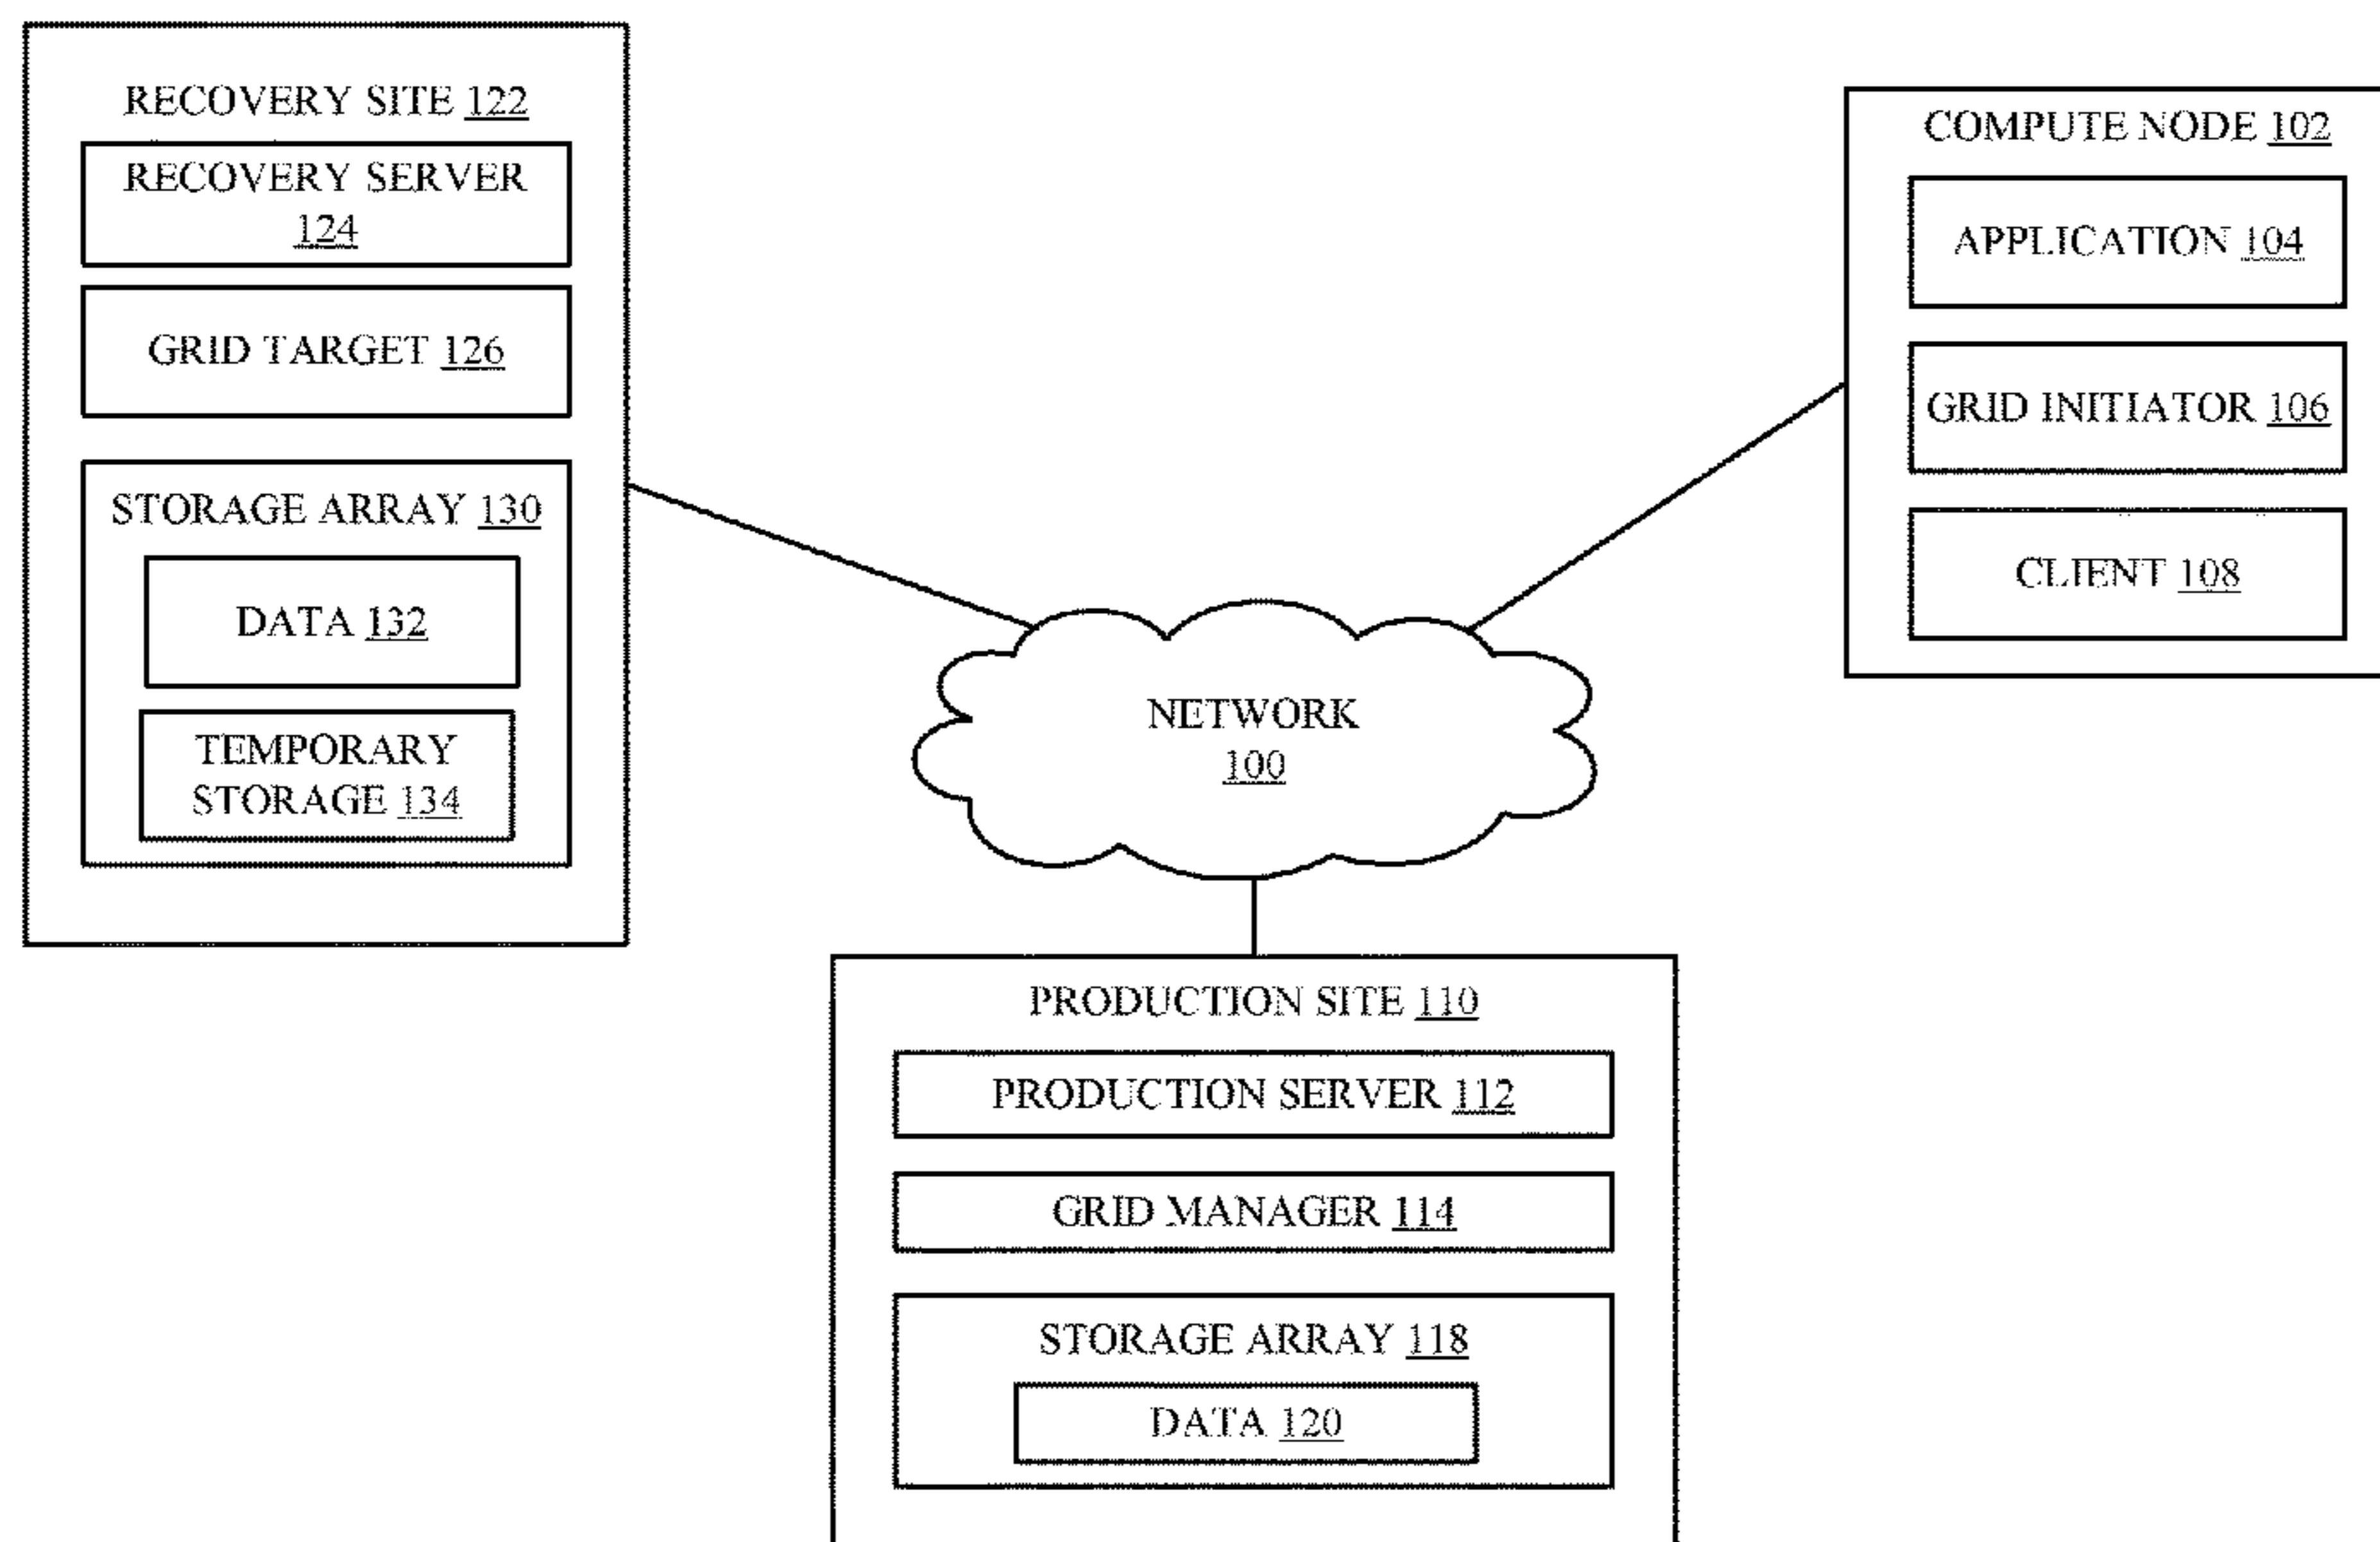 RECOVERY SITE 122
RECOVERY SERVER
124
GRID TARGET 126
STORAGE ARRAY 130
DATA 132
TEMPORARY
STORAGE 134
COMPUTE NODE 102
APPLICATION 104
GRID INITIATOR 106
CLIENT 108
NETWORK
100
PRODUCTION SITE 110
PRODUCTION SERVER 112
GRID MANAGER 114
STORAGE ARRAY 118
DATA 120